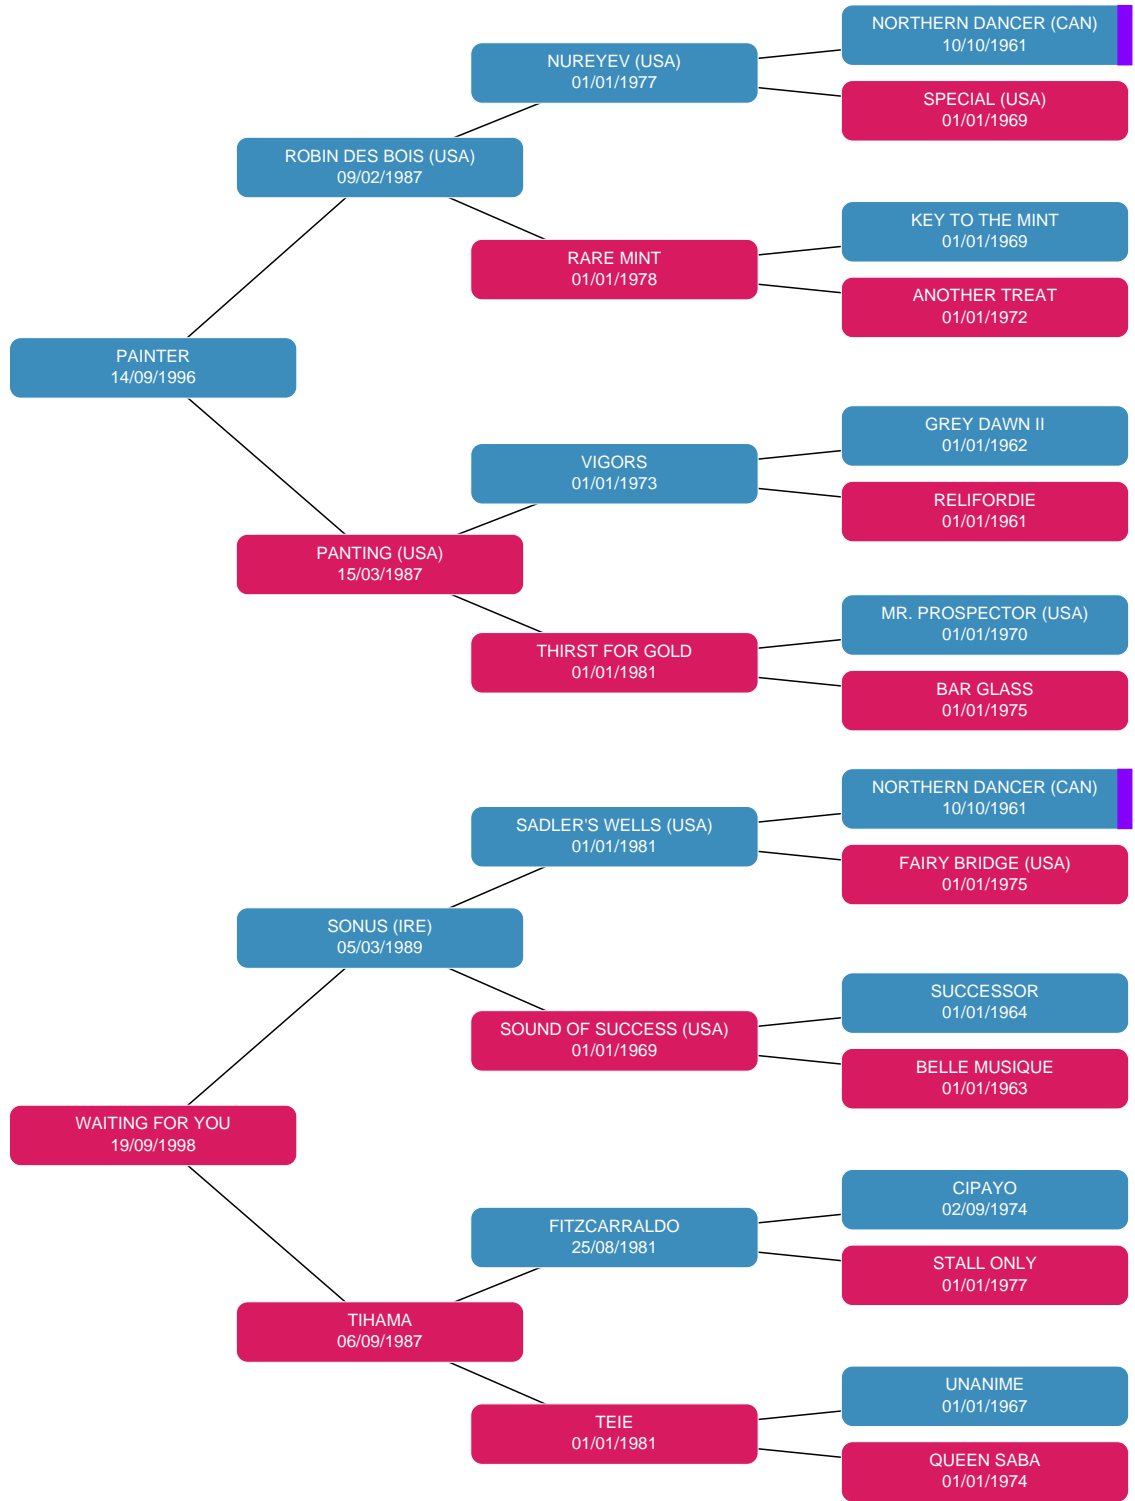 NORTHERN DANCER (CAN)
10/10/1961
NUREYEV (USA)
01/01/1977
SPECIAL (USA)
01/01/1969
ROBIN DES BOIS (USA)
09/02/1987
KEY TO THE MINT
01/01/1969
RARE MINT
01/01/1978
ANOTHER TREAT
01/01/1972
PAINTER
14/09/1996
GREY DAWN II
01/01/1962
VIGORS
01/01/1973
RELIFORDIE
01/01/1961
PANTING (USA)
15/03/1987
MR. PROSPECTOR (USA)
01/01/1970
THIRST FOR GOLD
01/01/1981
BAR GLASS
01/01/1975
NORTHERN DANCER (CAN)
10/10/1961
SADLER'S WELLS (USA)
01/01/1981
FAIRY BRIDGE (USA)
01/01/1975
SONUS (IRE)
05/03/1989
SUCCESSOR
01/01/1964
SOUND OF SUCCESS (USA)
01/01/1969
BELLE MUSIQUE
01/01/1963
WAITING FOR YOU
19/09/1998
CIPAYO
02/09/1974
FITZCARRALDO
25/08/1981
STALL ONLY
01/01/1977
TIHAMA
06/09/1987
UNANIME
01/01/1967
TEIE
01/01/1981
QUEEN SABA
01/01/1974